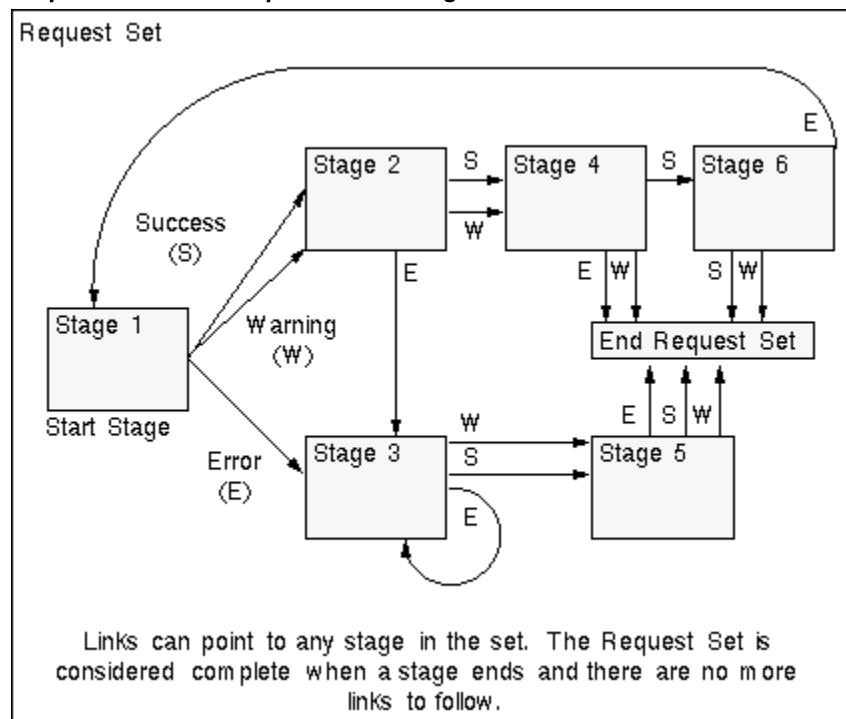 Request Set
E
Stage 2
S
Stage 4
S
Stage 6
W
Success
(S)
E
E
W
S
W
Stage 1
Warning
(W)
End Request Set
Start Stage
E
S
W
Error
(E)
Stage 3
W
S
Stage 5
E
Links can point to any stage in the set. The Request Set is
considered complete when a stage ends and there are no more
links to follow.